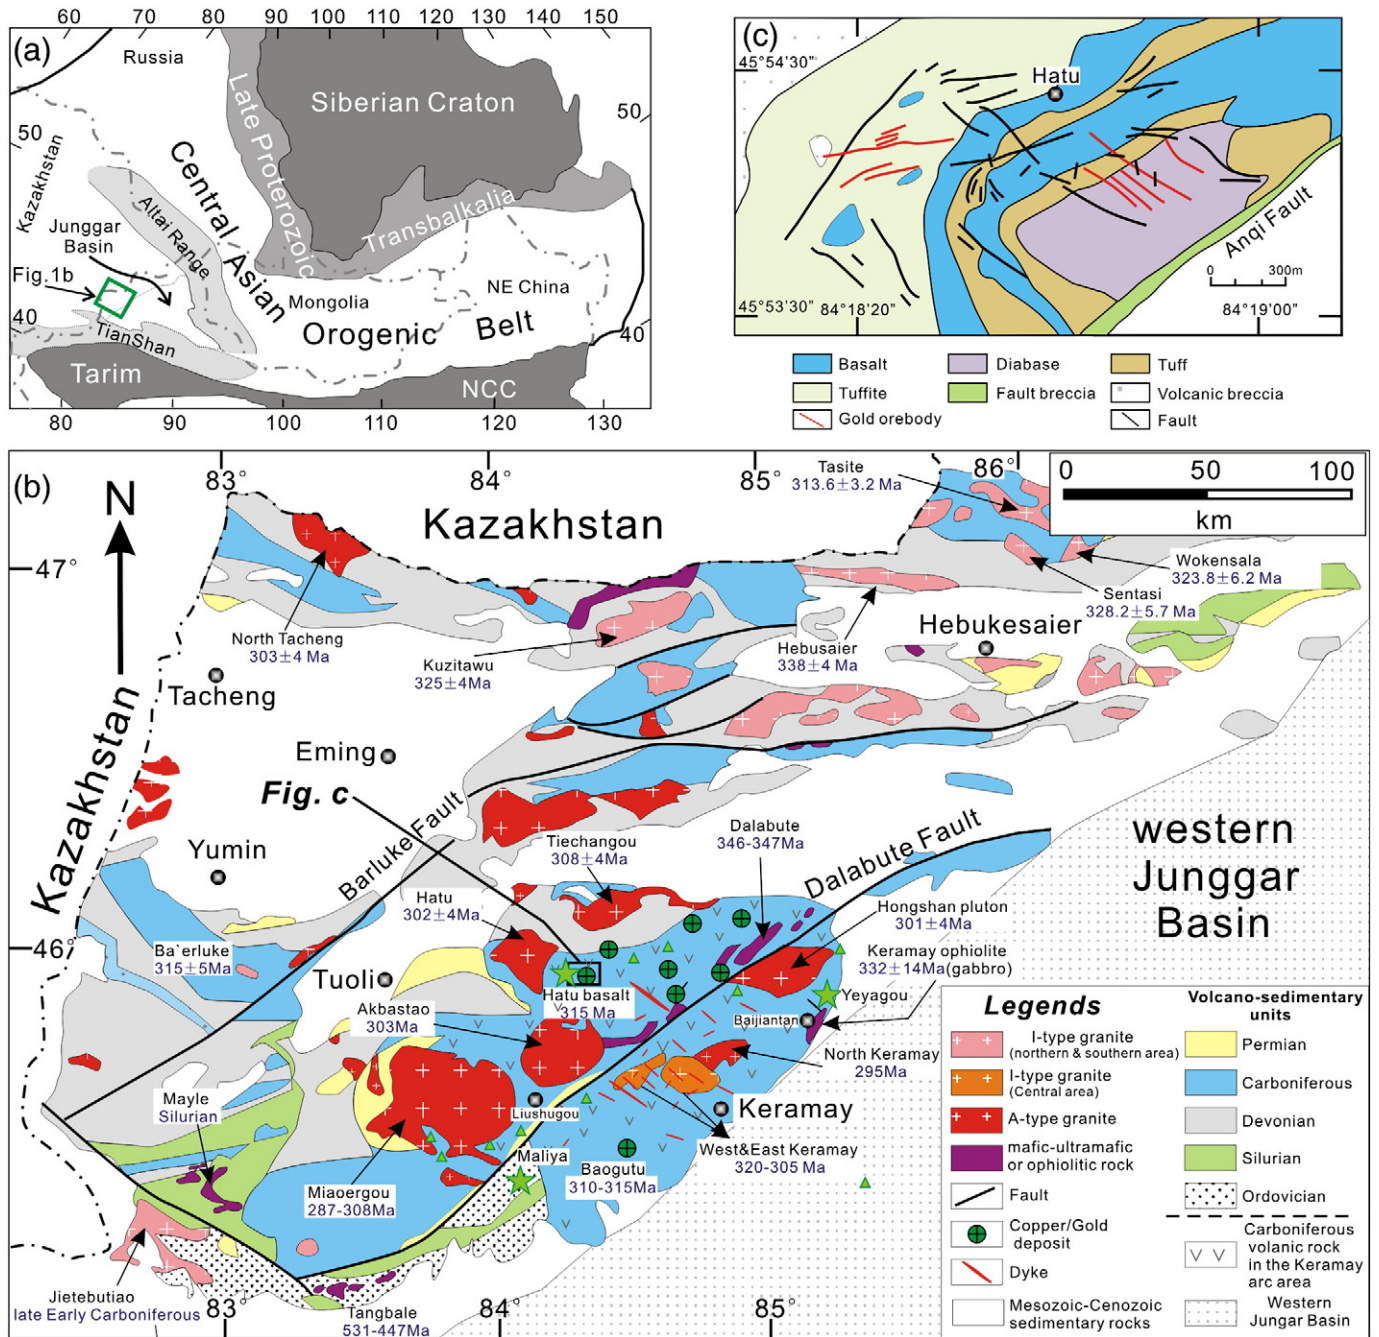 (a)
60 70 80 90 100 110 120 130 140 150
Russia
Siberian Craton
Late Proterozoic
Transbalkalia
50
50
Kazakhstan
Central Asian
Orogenic Belt
Altai Range
Junggar
Basin
Fig.1b
Mongolia
NE China
40
40
TianShan
Tarim
NCC
80 90 100 110 120 130
(c)
45°54'30"
Hatu
Anqi Fault
0 300m
45°53'30"
84°18'20"
84°19'00"
Basalt
Diabase
Tuff
Tuffite
Fault breccia
Volcanic breccia
Gold orebody
Fault
(b)
83°
84°
85°
86°
0 50 100
km
N
47°
46°
Kazakhstan
Kazakhstan
Tasite
313.6±3.2 Ma
Wokensala
323.8±6.2 Ma
Sentasi
328.2±5.7 Ma
Hebukesaier
Hebusaier
338±4 Ma
North Tacheng
303±4 Ma
Kuzitawu
325±4Ma
Tacheng
Eming
Fig. c
Yumin
Barluke Fault
Tiechangou
308±4Ma
Dalabute
346-347Ma
Dalabute Fault
western
Junggar
Basin
Hatu
302±4Ma
Hongshan pluton
301±4Ma
Keramay ophiolite
332±14Ma(gabbro)
Ba`erluke
315±5Ma
Tuoli
Akbastao
303Ma
Hatu basalt
315 Ma
Yeyagou
Baijiantan
North Keramay
295Ma
Mayle
Silurian
Liushugou
Keramay
Maliya
West&East Keramay
320-305 Ma
Baogutu
310-315Ma
Miaoergou
287-308Ma
Jietebutiao
late Early Carboniferous
Tangbale
531-447Ma
83°
84°
85°
Legends
I-type granite
(northern & southern area)
I-type granite
(Central area)
A-type granite
mafic-ultramafic
or ophiolitic rock
Fault
Copper/Gold
deposit
Dyke
Mesozoic-Cenozoic
sedimentary rocks
Volcano-sedimentary
units
Permian
Carboniferous
Devonian
Silurian
Ordovician
Carboniferous
volcanic rock
in the Keramay
arc area
Western
Jungar Basin